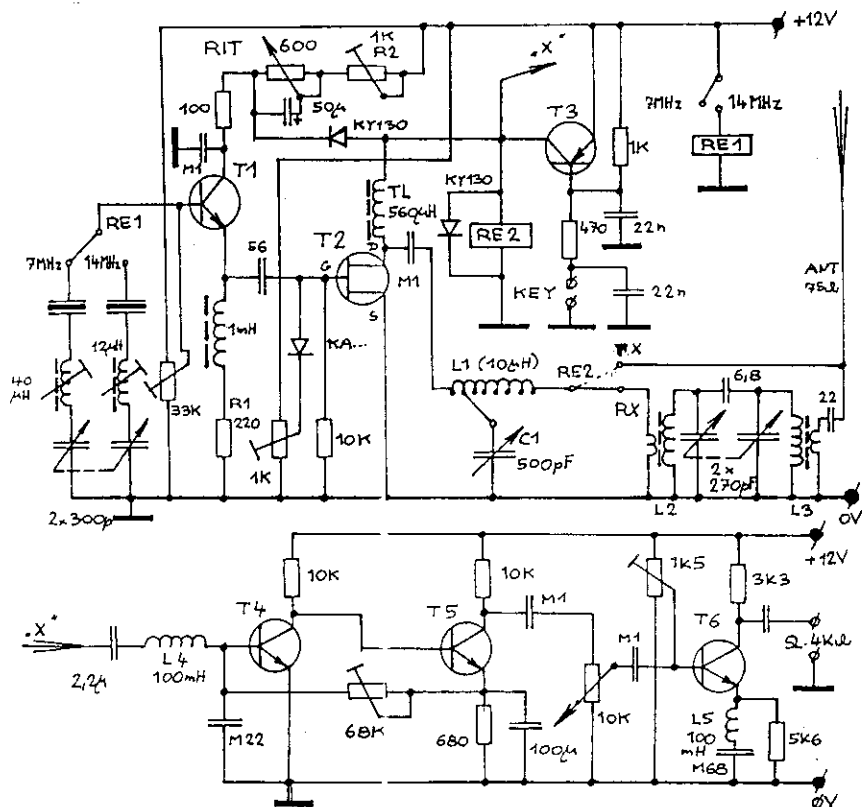 +12V
RIT
600
1K
R2
50µ
100
M1
T1
KY130
"X"
T3
1K
7MHz
14MHz
RE1
RE1
7MHz
14MHz
56
T2
TL
560µH
D
G
S
M1
KY130
RE2
470
22n
KEY
22n
ANT
75Ω
40
µH
12µH
33K
1mH
R1
220
1K
KA...
10K
L1 (10µH)
C1
500pF
RE2
TX
RX
6,8
22
2x
270pF
L2
L3
0V
2x300p
+12V
10K
10K
M1
1K5
3K3
"X"
T4
T5
T6
M1
Ω.4KΩ
2,2µ
L4
100mH
M22
68K
680
100µ
10K
L5
100
mH
M68
5K6
0V